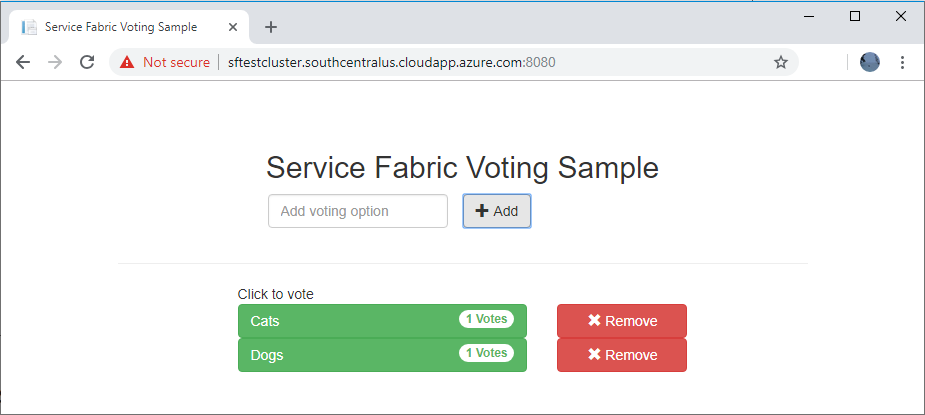 Service Fabric Voting Sample
Not secure sftestcluster.southcentralus.cloudapp.azure.com:8080
Service Fabric Voting Sample
Add voting option Add
Click to vote
Cats 1 Votes Remove
Dogs 1 Votes Remove